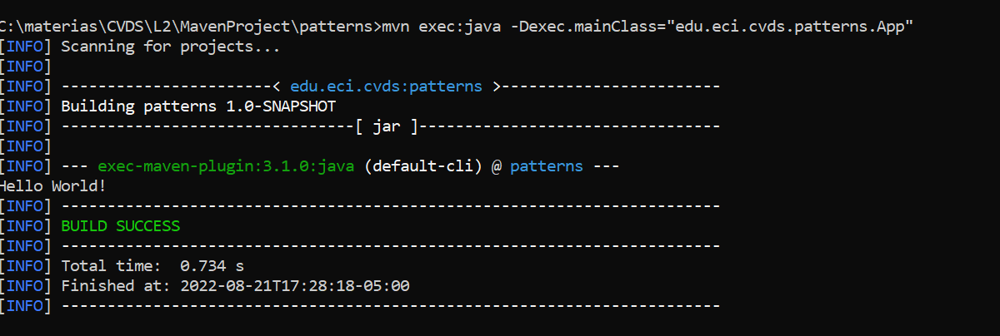 C:\materias\CVDS\L2\MavenProject\patterns>mvn exec:java -Dexec.mainClass="edu.eci.cvds.patterns.App"
[INFO] Scanning for projects...
[INFO]
[INFO] -----------------------< edu.eci.cvds:patterns >------------------------
[INFO] Building patterns 1.0-SNAPSHOT
[INFO] --------------------------------[ jar ]---------------------------------
[INFO]
[INFO] --- exec-maven-plugin:3.1.0:java (default-cli) @ patterns ---
Hello World!
[INFO] ------------------------------------------------------------------------
[INFO] BUILD SUCCESS
[INFO] ------------------------------------------------------------------------
[INFO] Total time:  0.734 s
[INFO] Finished at: 2022-08-21T17:28:18-05:00
[INFO] ------------------------------------------------------------------------